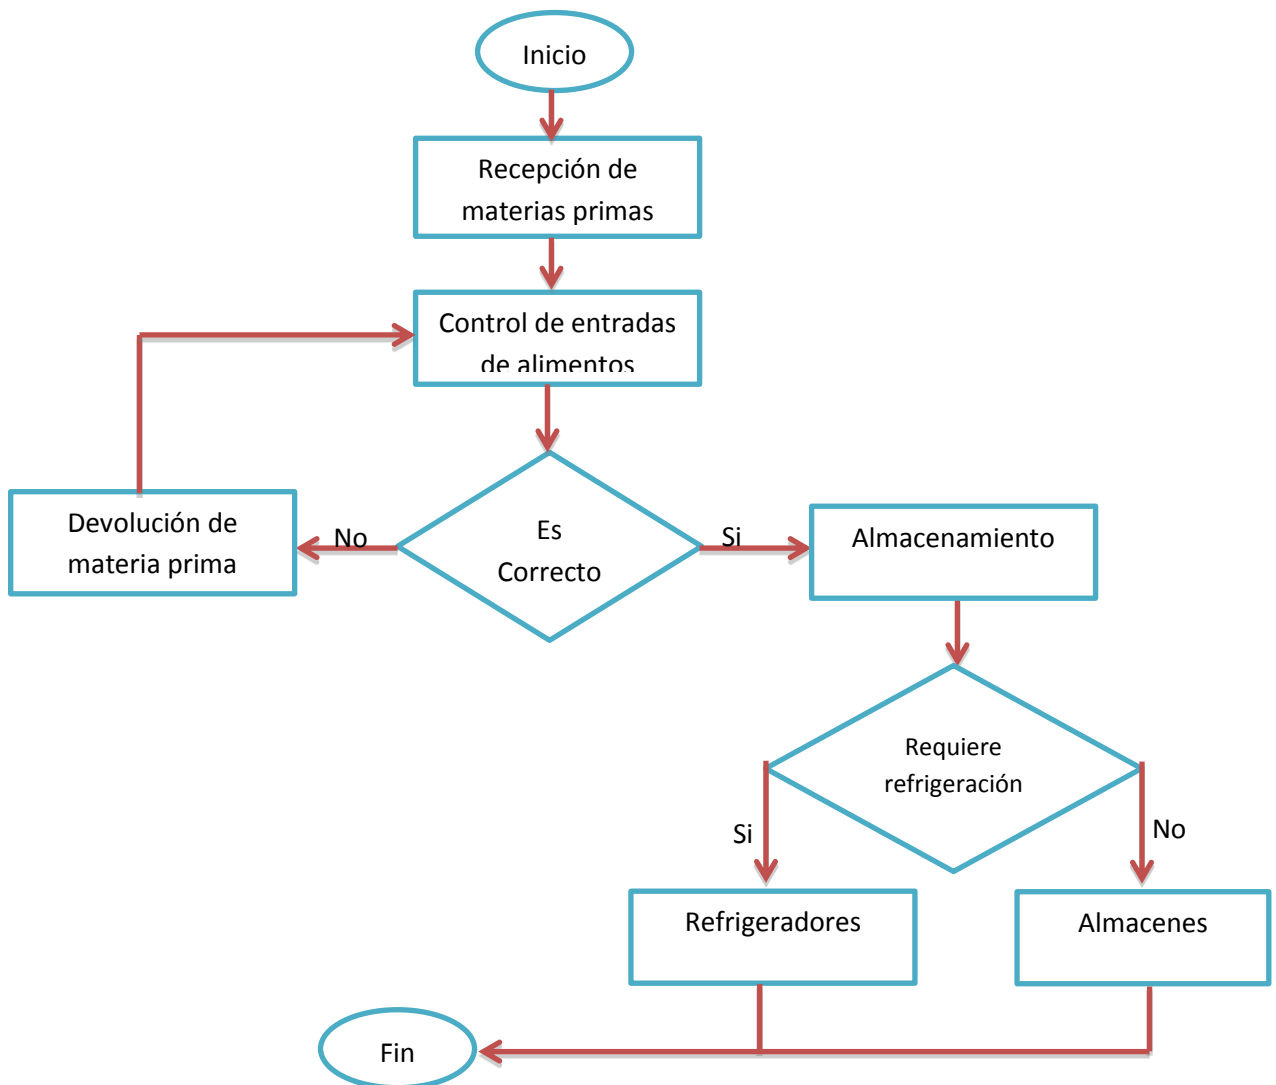 Inicio
Recepción de
materias primas
Control de entradas
de alimentos
Devolución de
materia prima
No
Es
Correcto
Si
Almacenamiento
Requiere
refrigeración
Si
No
Refrigeradores
Almacenes
Fin